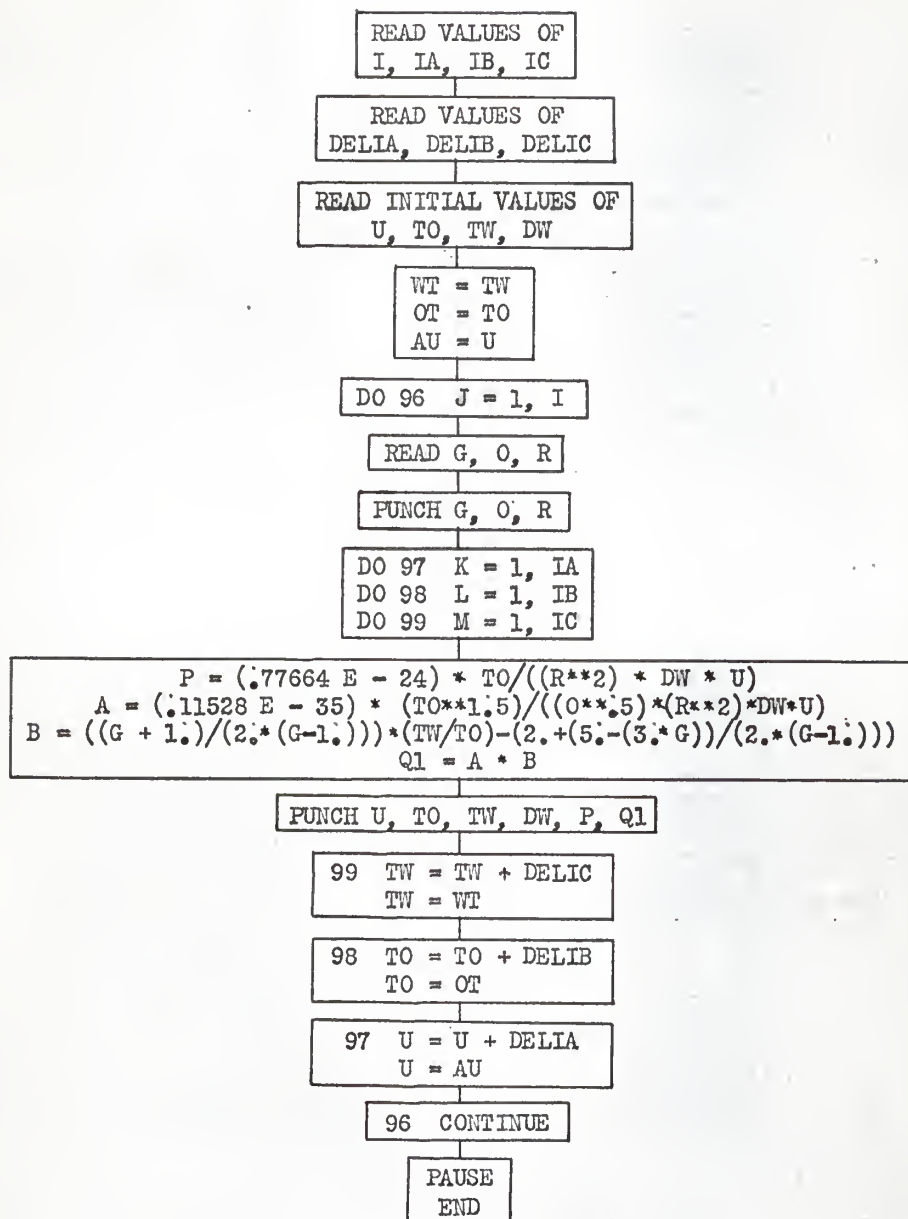 READ VALUES OF
I, IA, IB, IC
READ VALUES OF
DELIA, DELIB, DELIC
READ INITIAL VALUES OF
U, TO, TW, DW
WT = TW
OT = TO
AU = U
DO 96 J = 1, I
READ G, O, R
PUNCH G, O, R
DO 97 K = 1, IA
DO 98 L = 1, IB
DO 99 M = 1, IC
P = (.77664 E - 24) * TO/((R**2) * DW * U)
A = (.11528 E - 35) * (TO**1.5)/((O**.5)*(R**2)*DW*U)
B = ((G + 1.)/(2.*(G-1.)))*(TW/TO)-(2.+(5.-(3.*G))/(2.*(G-1.)))
Q1 = A * B
PUNCH U, TO, TW, DW, P, Q1
99 TW = TW + DELIC
TW = WT
98 TO = TO + DELIB
TO = OT
97 U = U + DELIA
U = AU
96 CONTINUE
PAUSE
END